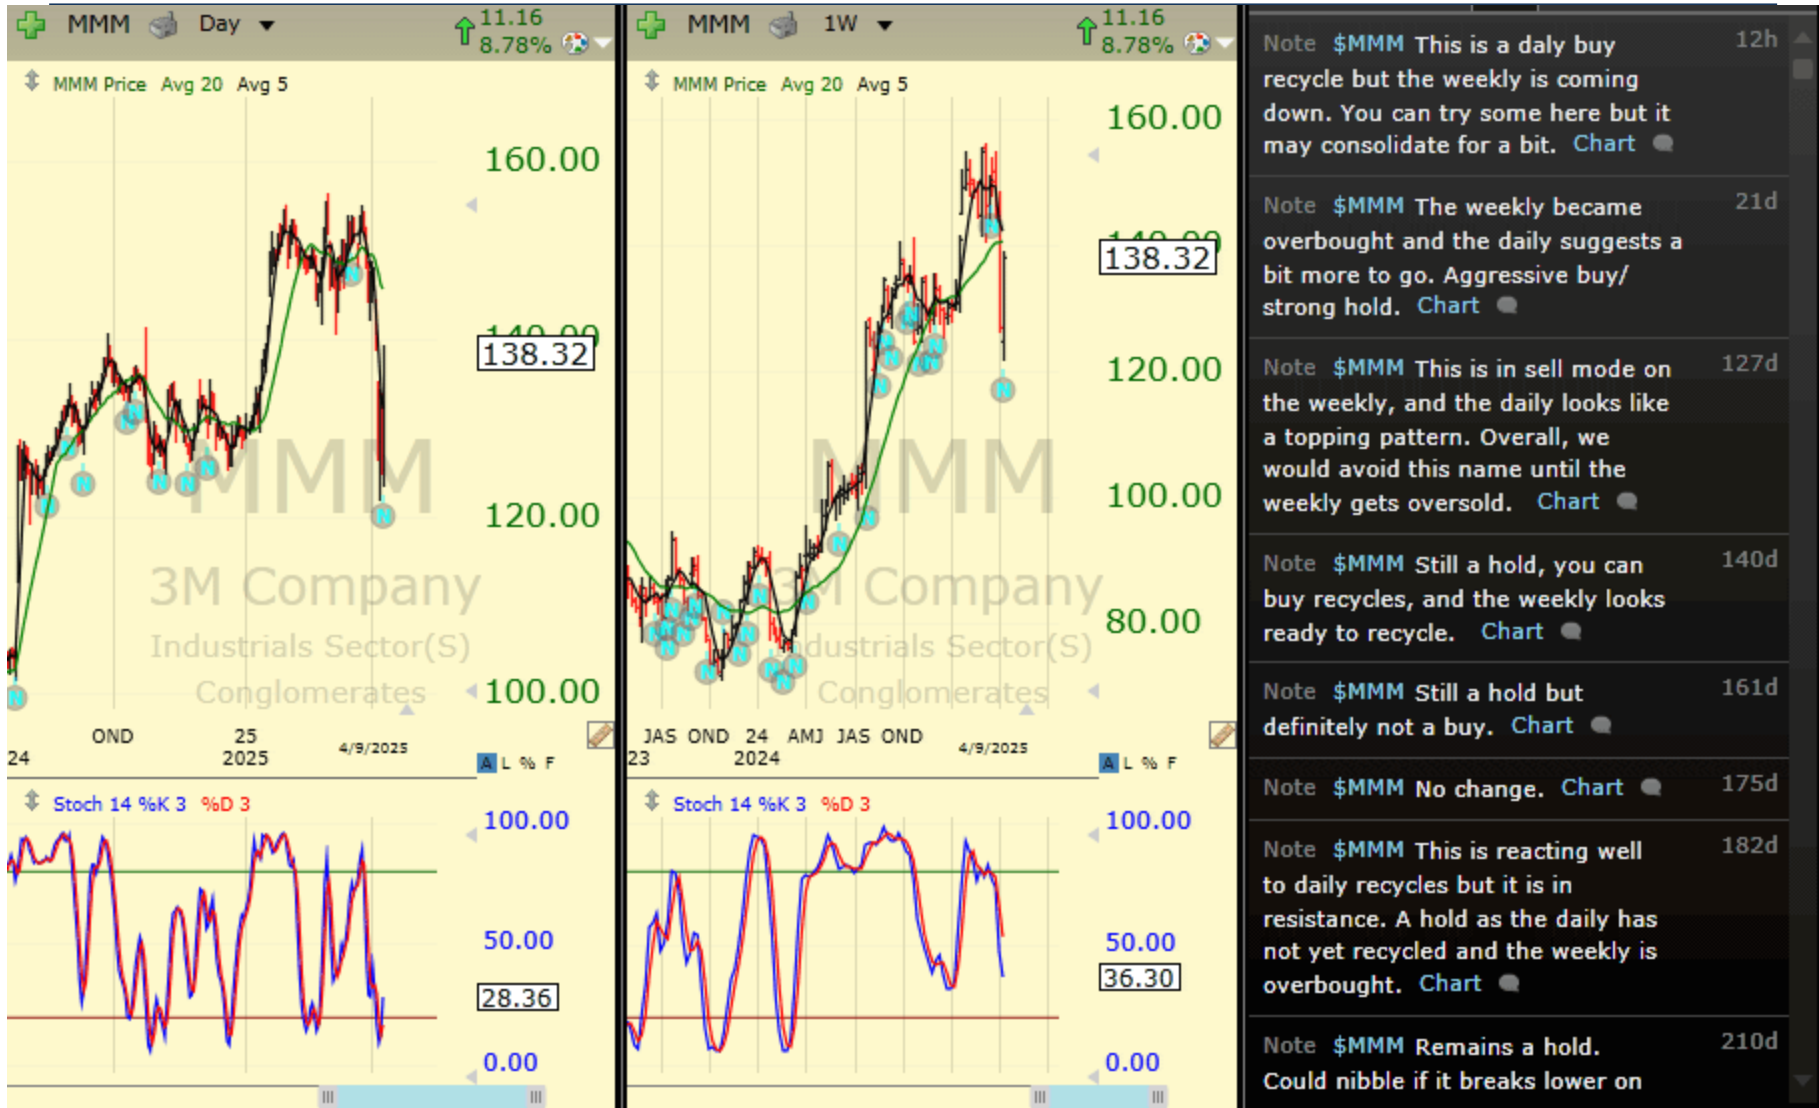 MMM Day
11.16
8.78%
MMM Price Avg 20 Avg 5
160.00
140.00
138.32
120.00
100.00
MMM
3M Company
Industrials Sector(S)
Conglomerates
OND 25 4/9/2025
24 2025
A L % F
Stoch 14 %K 3 %D 3
100.00
50.00
28.36
0.00
MMM 1W
11.16
8.78%
MMM Price Avg 20 Avg 5
160.00
140.00
138.32
120.00
100.00
80.00
MMM
3M Company
Industrials Sector(S)
Conglomerates
JAS OND 24 AMJ JAS OND 4/9/2025
23 2024
A L % F
Stoch 14 %K 3 %D 3
100.00
50.00
36.30
0.00
Note $MMM This is a daly buy 12h
recycle but the weekly is coming
down. You can try some here but it
may consolidate for a bit. Chart
Note $MMM The weekly became 21d
overbought and the daily suggests a
bit more to go. Aggressive buy/
strong hold. Chart
Note $MMM This is in sell mode on 127d
the weekly, and the daily looks like
a topping pattern. Overall, we
would avoid this name until the
weekly gets oversold. Chart
Note $MMM Still a hold, you can 140d
buy recycles, and the weekly looks
ready to recycle. Chart
Note $MMM Still a hold but 161d
definitely not a buy. Chart
Note $MMM No change. Chart 175d
Note $MMM This is reacting well 182d
to daily recycles but it is in
resistance. A hold as the daily has
not yet recycled and the weekly is
overbought. Chart
Note $MMM Remains a hold. 210d
Could nibble if it breaks lower on